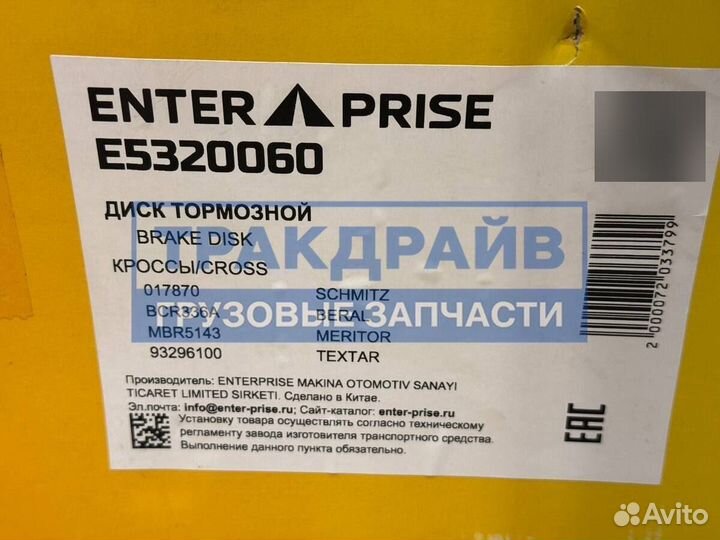 ENTER PRISE
E5320060
ДИСК ТОРМОЗНОЙ
BRAKE DISK
КРОССЫ/CROSS
017870 SCHMITZ
BCR336A BERAL
MBR5143 MERITOR
93296100 TEXTAR
ТРАКДРАЙВ
ГРУЗОВЫЕ ЗАПЧАСТИ
Производитель: ENTERPRISE MAKINA OTOMOTIV SANAYI
TICARET LIMITED SIRKETI. Сделано в Китае.
Эл.почта: info@enter-prise.ru; Сайт-каталог: enter-prise.ru
Установку товара осуществлять согласно техническому
регламенту завода изготовителя транспортного средства.
Выполнение данного пункта обязательно.
2000072033799
EAC
Avito